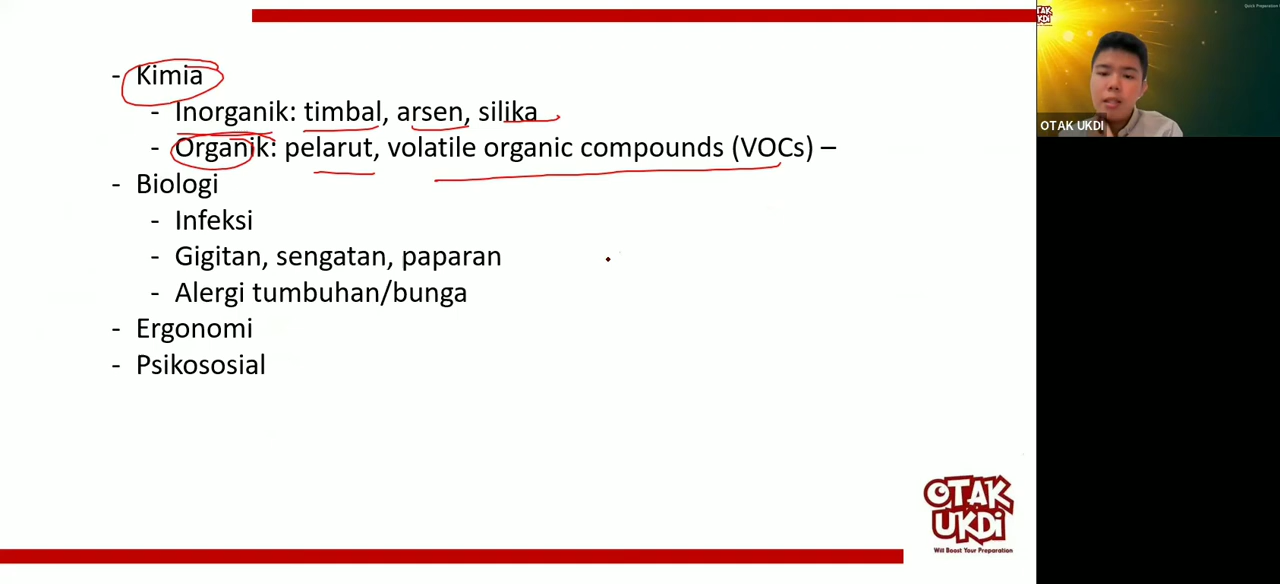 - Kimia
- Inorganik: timbal, arsen, silika
- Organik: pelarut, volatile organic compounds (VOCs) –
- Biologi
- Infeksi
- Gigitan, sengatan, paparan
- Alergi tumbuhan/bunga
- Ergonomi
- Psikososial
OTAK UKDI
OTAK
UKDi
Will Boost Your Preparation